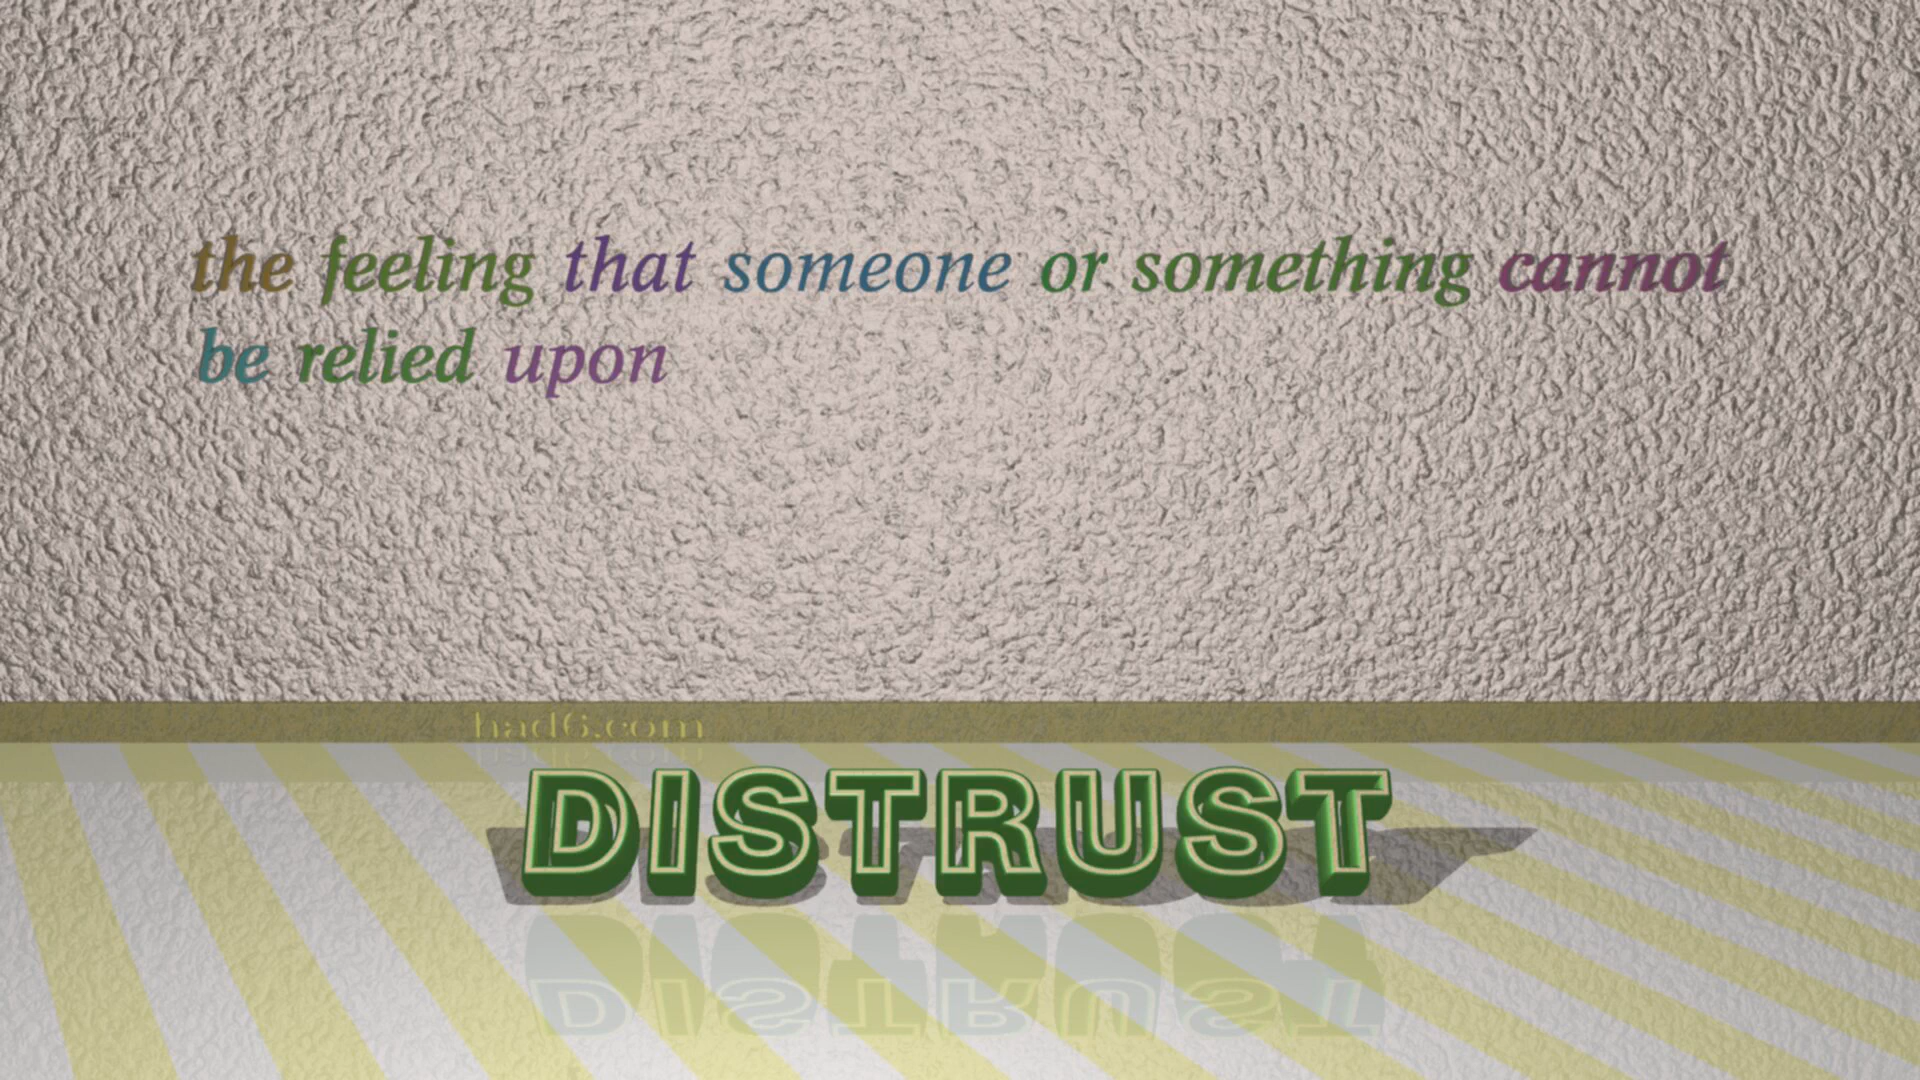 the feeling that someone or something cannot
be relied upon
had6.com
DISTRUST